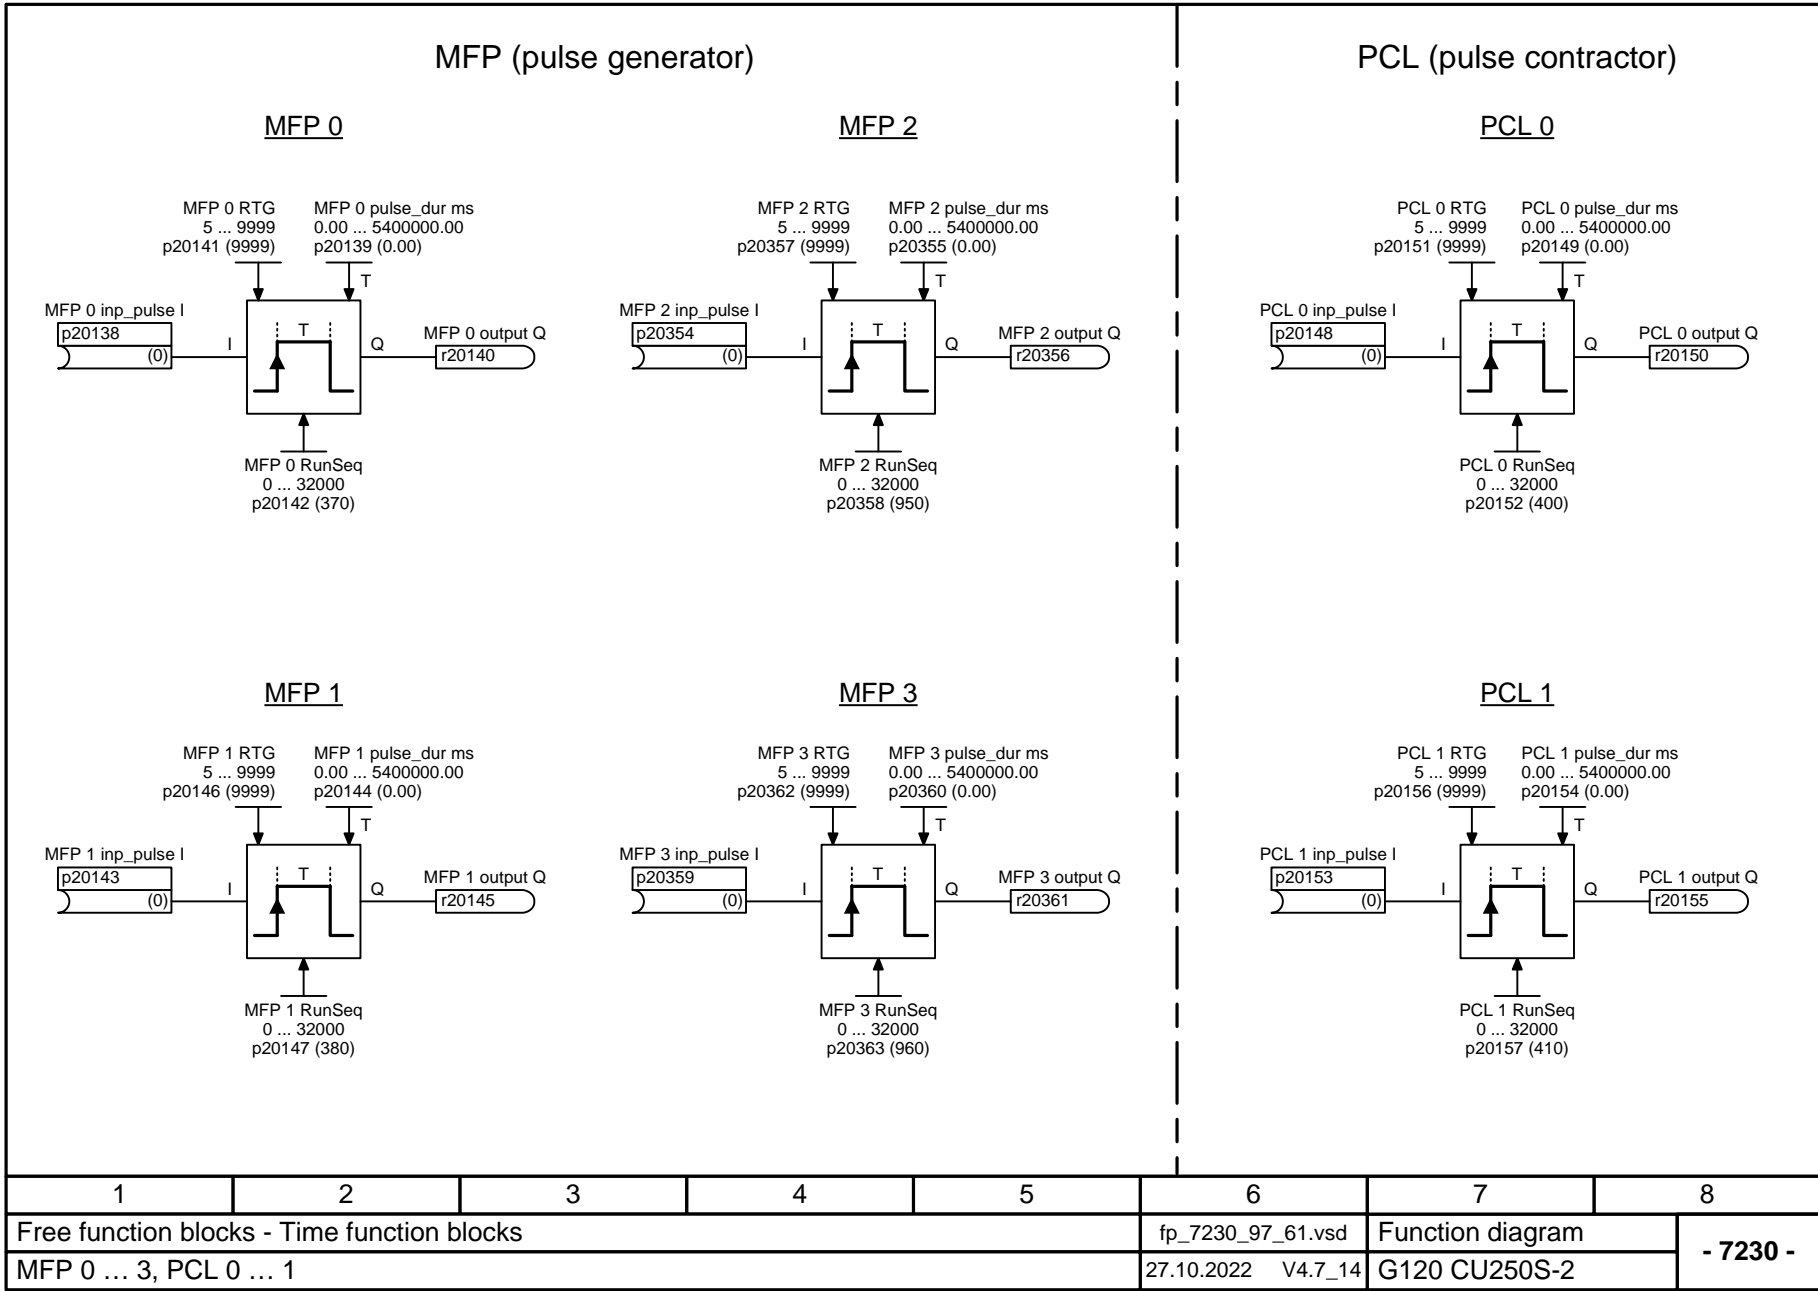 MFP (pulse generator)
PCL (pulse contractor)
MFP 0
MFP 0 RTG
5 ... 9999
p20141 (9999)
MFP 0 pulse_dur ms
0.00 ... 5400000.00
p20139 (0.00)
T
MFP 0 inp_pulse I
p20138
(0)
I
T
Q
MFP 0 output Q
r20140
MFP 0 RunSeq
0 ... 32000
p20142 (370)
MFP 2
MFP 2 RTG
5 ... 9999
p20357 (9999)
MFP 2 pulse_dur ms
0.00 ... 5400000.00
p20355 (0.00)
T
MFP 2 inp_pulse I
p20354
(0)
I
T
Q
MFP 2 output Q
r20356
MFP 2 RunSeq
0 ... 32000
p20358 (950)
PCL 0
PCL 0 RTG
5 ... 9999
p20151 (9999)
PCL 0 pulse_dur ms
0.00 ... 5400000.00
p20149 (0.00)
T
PCL 0 inp_pulse I
p20148
(0)
I
T
Q
PCL 0 output Q
r20150
PCL 0 RunSeq
0 ... 32000
p20152 (400)
MFP 1
MFP 1 RTG
5 ... 9999
p20146 (9999)
MFP 1 pulse_dur ms
0.00 ... 5400000.00
p20144 (0.00)
T
MFP 1 inp_pulse I
p20143
(0)
I
T
Q
MFP 1 output Q
r20145
MFP 1 RunSeq
0 ... 32000
p20147 (380)
MFP 3
MFP 3 RTG
5 ... 9999
p20362 (9999)
MFP 3 pulse_dur ms
0.00 ... 5400000.00
p20360 (0.00)
T
MFP 3 inp_pulse I
p20359
(0)
I
T
Q
MFP 3 output Q
r20361
MFP 3 RunSeq
0 ... 32000
p20363 (960)
PCL 1
PCL 1 RTG
5 ... 9999
p20156 (9999)
PCL 1 pulse_dur ms
0.00 ... 5400000.00
p20154 (0.00)
T
PCL 1 inp_pulse I
p20153
(0)
I
T
Q
PCL 1 output Q
r20155
PCL 1 RunSeq
0 ... 32000
p20157 (410)
1 2 3 4 5 6 7 8
Free function blocks - Time function blocks
fp_7230_97_61.vsd
Function diagram
- 7230 -
MFP 0 … 3, PCL 0 … 1
27.10.2022 V4.7_14
G120 CU250S-2